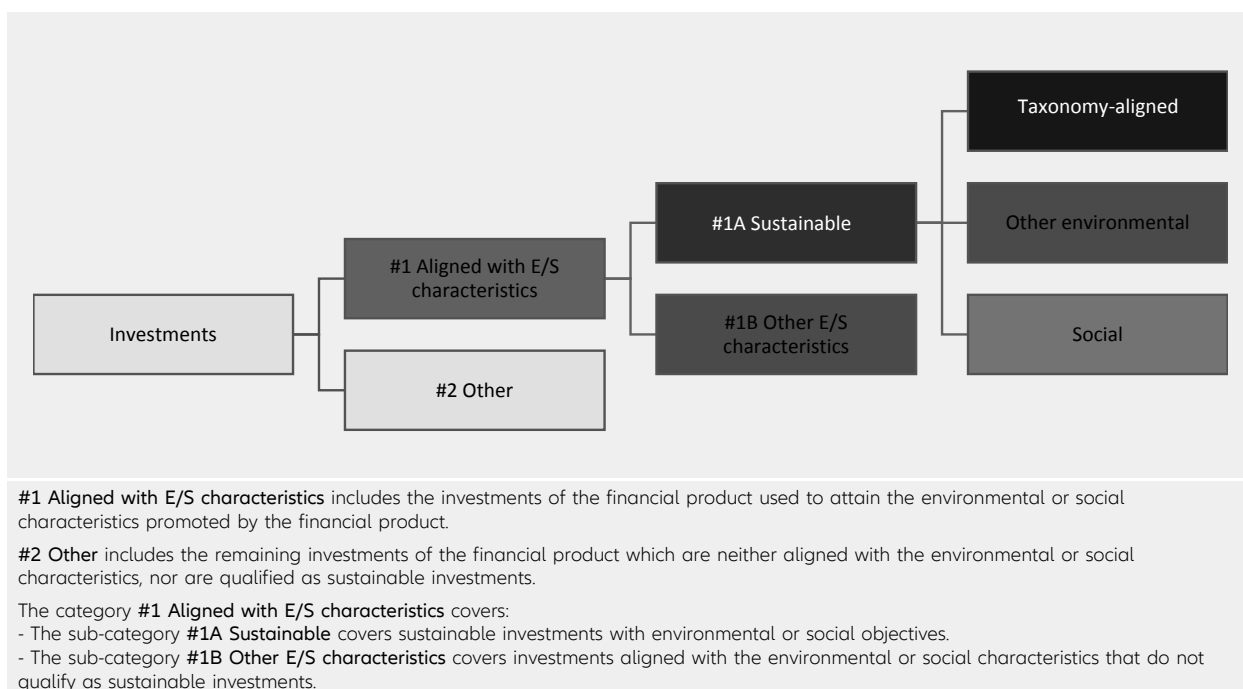 Taxonomy-aligned
#1A Sustainable
Other environmental
#1 Aligned with E/S
characteristics
Investments
#1B Other E/S
characteristics
Social
#2 Other
#1 Aligned with E/S characteristics includes the investments of the financial product used to attain the environmental or social
characteristics promoted by the financial product.
#2 Other includes the remaining investments of the financial product which are neither aligned with the environmental or social
characteristics, nor are qualified as sustainable investments.
The category #1 Aligned with E/S characteristics covers:
- The sub-category #1A Sustainable covers sustainable investments with environmental or social objectives.
- The sub-category #1B Other E/S characteristics covers investments aligned with the environmental or social characteristics that do not
qualify as sustainable investments.